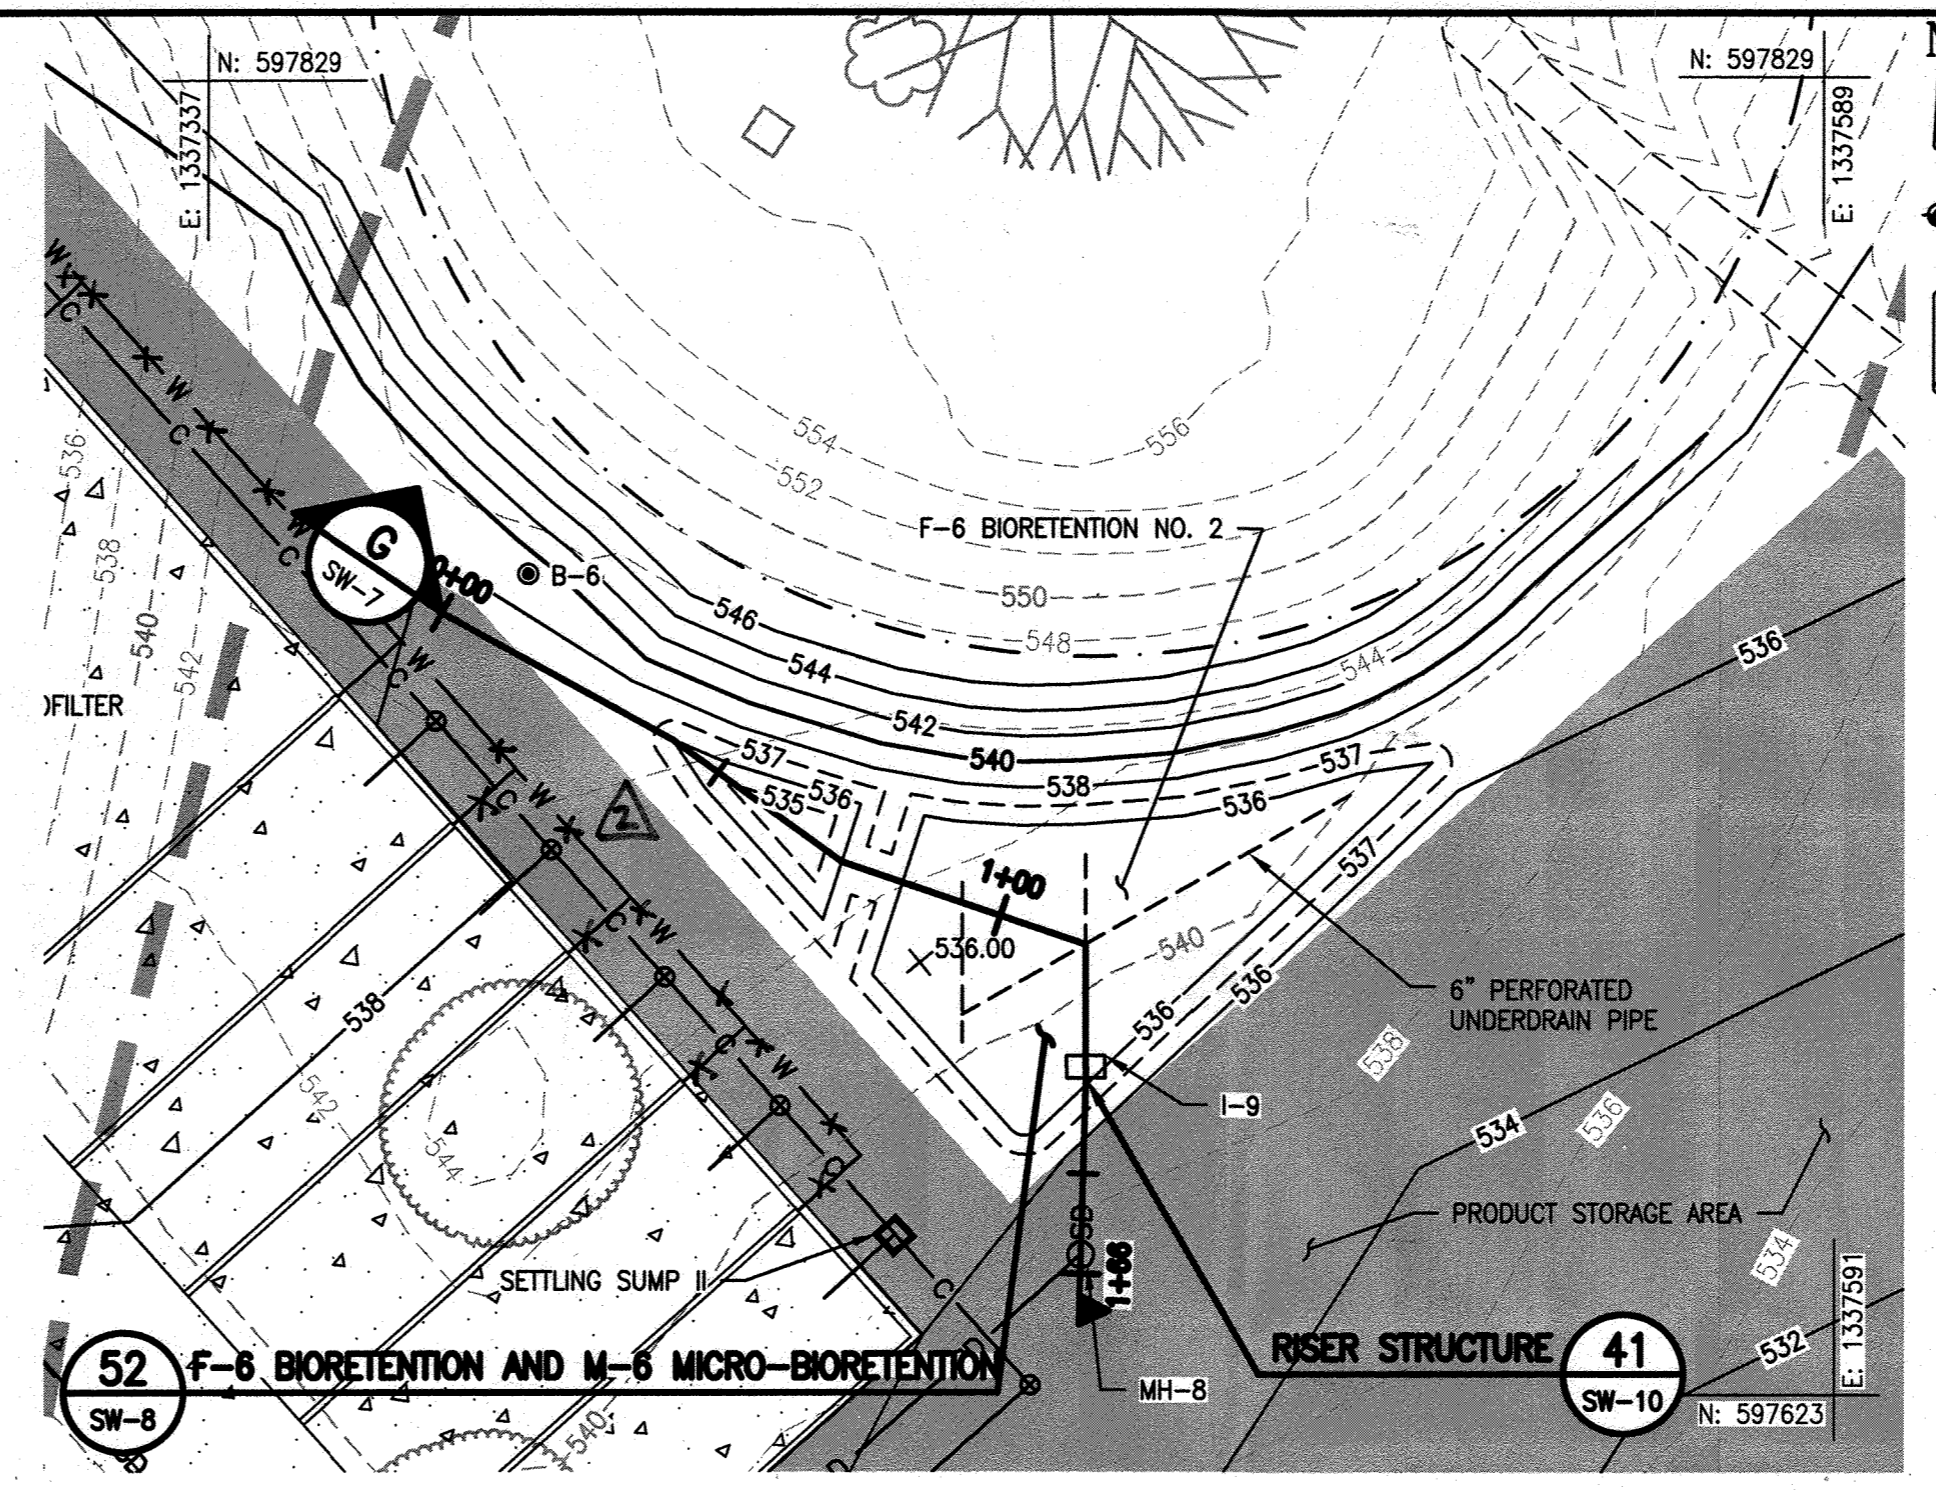 N: 597829
E: 1337337
N: 597829
E: 1337589
536
538
540
542
)FILTER
G
SW-7
0+00
B-6
554
552
556
F-6 BIORETENTION NO. 2
550
548
546
544
544
542
540
538
537
536
535
537
536
537
536
536
2
1+00
536.00
540
6" PERFORATED
UNDERDRAIN PIPE
536
538
536
534
534
532
I-9
PRODUCT STORAGE AREA
538
542
544
540
SETTLING SUMP II
SD
1+66
MH-8
52
SW-8
F-6 BIORETENTION AND M-6 MICRO-BIORETENTION
RISER STRUCTURE
41
SW-10
E: 1337591
N: 597623
W
C
W
C
W
C
W
C
W
C
W
C
W
C
C
D